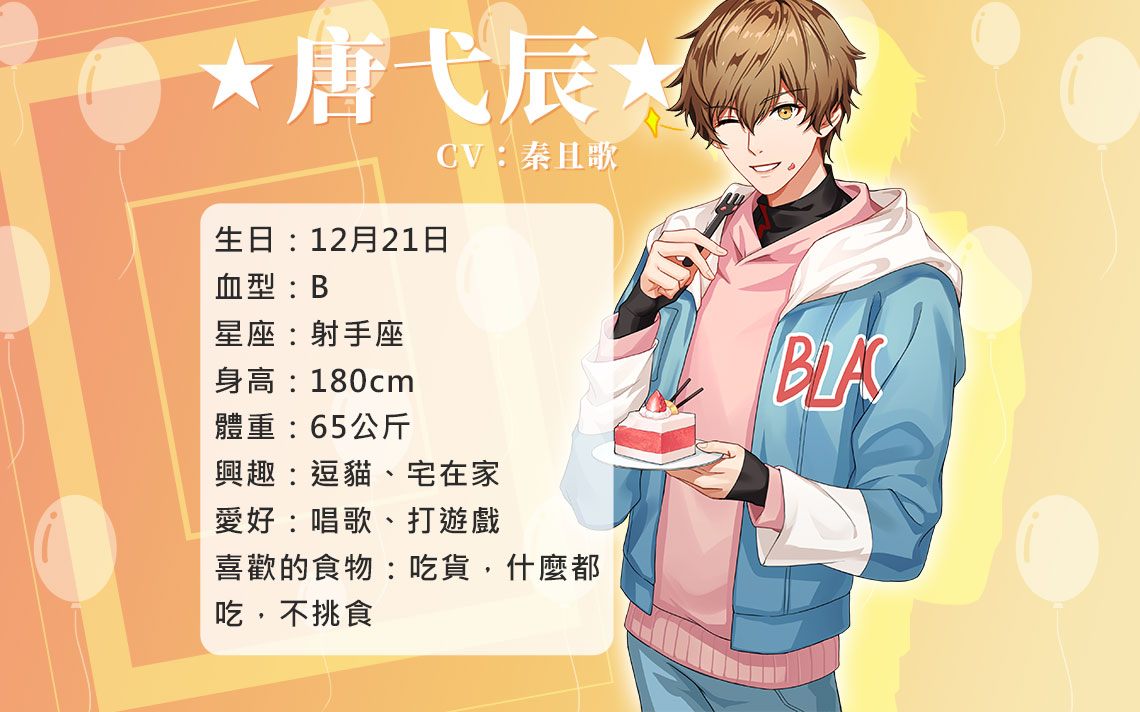 ★唐弋辰★
CV：秦且歌
生日：12月21日
血型：B
星座：射手座
身高：180cm
體重：65公斤
興趣：逗貓、宅在家
愛好：唱歌、打遊戲
喜歡的食物：吃貨，什麼都
吃，不挑食
BLAC